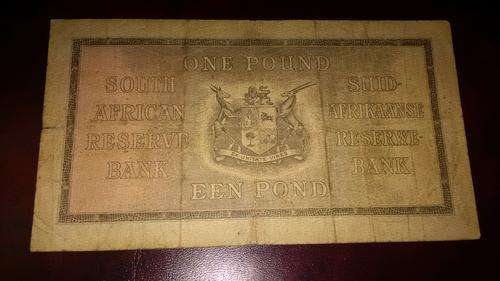 ONE POUND
SOUTH
AFRICAN
RESERVE
BANK
SUID-
AFRIKAANSE
RESERWE-
BANK
EEN POND